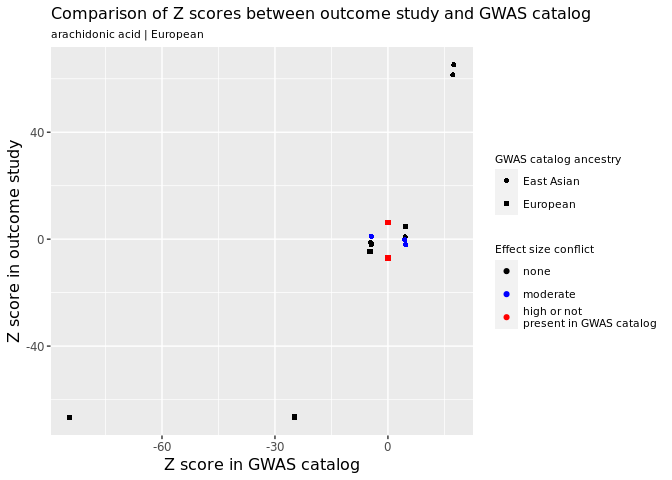 Comparison of Z scores between outcome study and GWAS catalog
arachidonic acid | European
Z score in outcome study
40
0
-40
-60
-30
0
Z score in GWAS catalog
GWAS catalog ancestry
East Asian
European
Effect size conflict
none
moderate
high or not
present in GWAS catalog